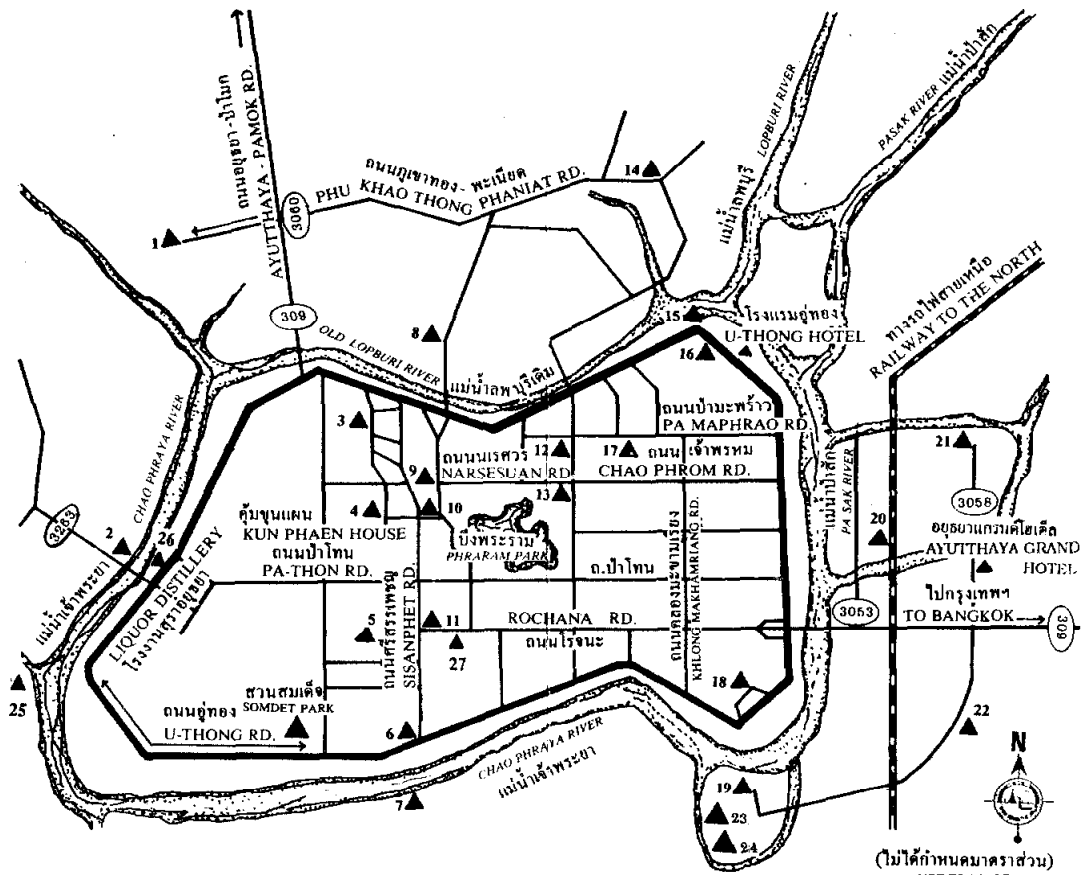 ถนนอยุธยา-ป่าโมก
AYUTTHAYA - PAMOK RD.
3060
309
ถนนภูเขาทอง - พะเนียด
PHU KHAO THONG PHANIAT RD.
14
1
8
LOPBURI RIVER
แม่น้ำลพบุรี
PASAK RIVER แม่น้ำป่าสัก
OLD LOPBURI RIVER
แม่น้ำลพบุรีเดิม
15
16
โรงแรมอู่ทอง
U-THONG HOTEL
ทางรถไฟสายเหนือ
RAILWAY TO THE NORTH
CHAO PHRAYA RIVER
แม่น้ำเจ้าพระยา
3263
2
26
25
LIQUOR DISTILLERY
โรงงานสุราอยุธยา
3
4
9
10
12
13
17
ถนนป่ามะพร้าว
PA MAPHRAO RD.
ถนนนเรศวร
NARSESUAN RD.
ถนนเจ้าพรหม
CHAO PHROM RD.
คุ้มขุนแผน
KUN PHAEN HOUSE
ถนนป่าโทน
PA-THON RD.
บึงพระราม
PHRARAM PARK
ถ.ป่าโทน
ถนนคลองมะขามเรียง
KHLONG MAKHAMRIANG RD.
แม่น้ำป่าสัก
PA SAK RIVER
21
20
3058
อยุธยาแกรนด์โฮเต็ล
AYUTTHAYA GRAND
HOTEL
3053
ไปกรุงเทพฯ
TO BANGKOK
309
ถนนศรีสรรเพชญ
SISANPHET RD.
5
11
27
ROCHANA RD.
ถนนโรจนะ
สวนสมเด็จ
SOMDET PARK
ถนนอู่ทอง
U-THONG RD.
6
7
18
19
23
24
22
CHAO PHRAYA RIVER
แม่น้ำเจ้าพระยา
N
(ไม่ได้กำหนดมาตราส่วน)